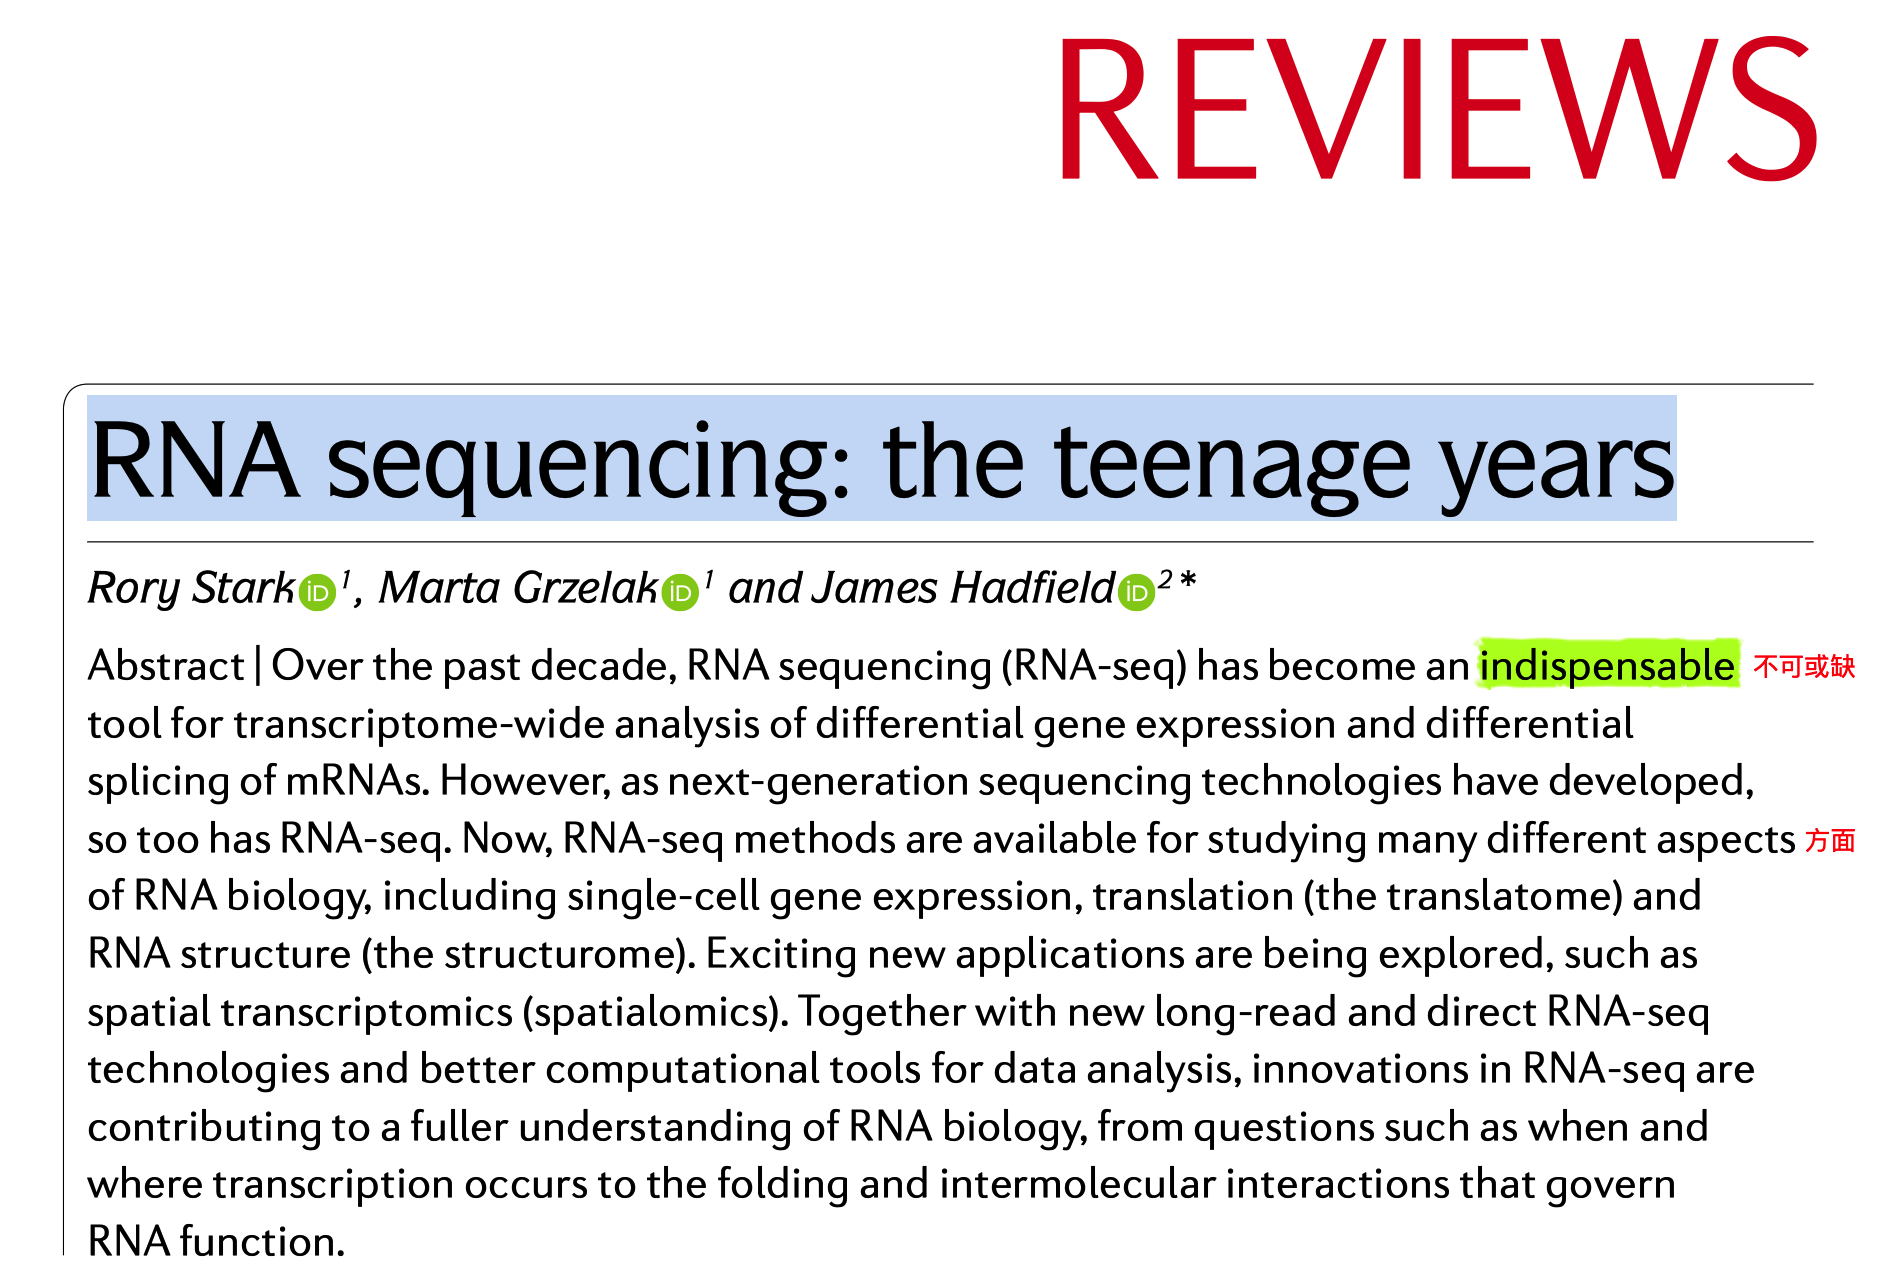 REVIEWS
RNA sequencing: the teenage years
Rory Stark iD 1, Marta Grzelak iD 1 and James Hadfield iD 2*
Abstract | Over the past decade, RNA sequencing (RNA-seq) has become an indispensable 不可或缺
tool for transcriptome-wide analysis of differential gene expression and differential
splicing of mRNAs. However, as next-generation sequencing technologies have developed,
so too has RNA-seq. Now, RNA-seq methods are available for studying many different aspects 方面
of RNA biology, including single-cell gene expression, translation (the translatome) and
RNA structure (the structurome). Exciting new applications are being explored, such as
spatial transcriptomics (spatialomics). Together with new long-read and direct RNA-seq
technologies and better computational tools for data analysis, innovations in RNA-seq are
contributing to a fuller understanding of RNA biology, from questions such as when and
where transcription occurs to the folding and intermolecular interactions that govern
RNA function.